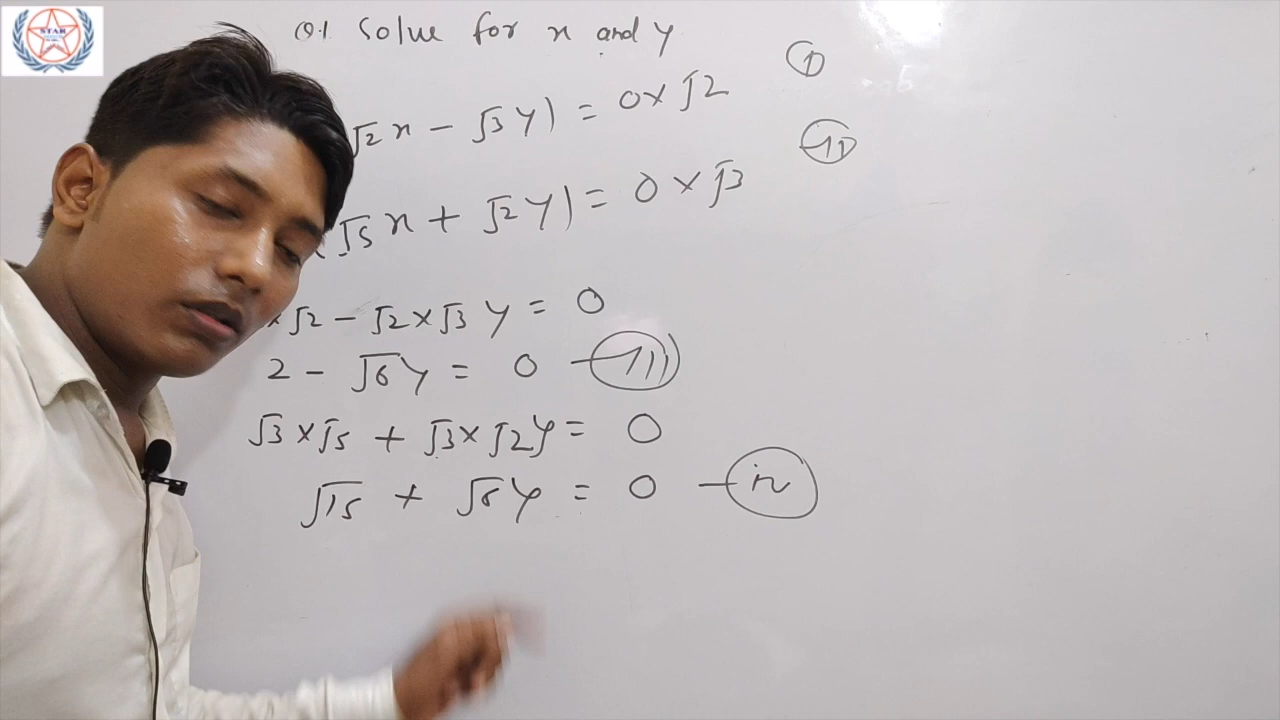 STAR
Q.1 Solve for x and y
√2 x - √3 y) = 0 x √2 I
√5 x + √2 y) = 0 x √3 II
x √2 - √2 x √3 y = 0
2 - √6 y = 0 - III
√3 x √5 + √3 x √2 y = 0
√15 + √6 y = 0 - iv